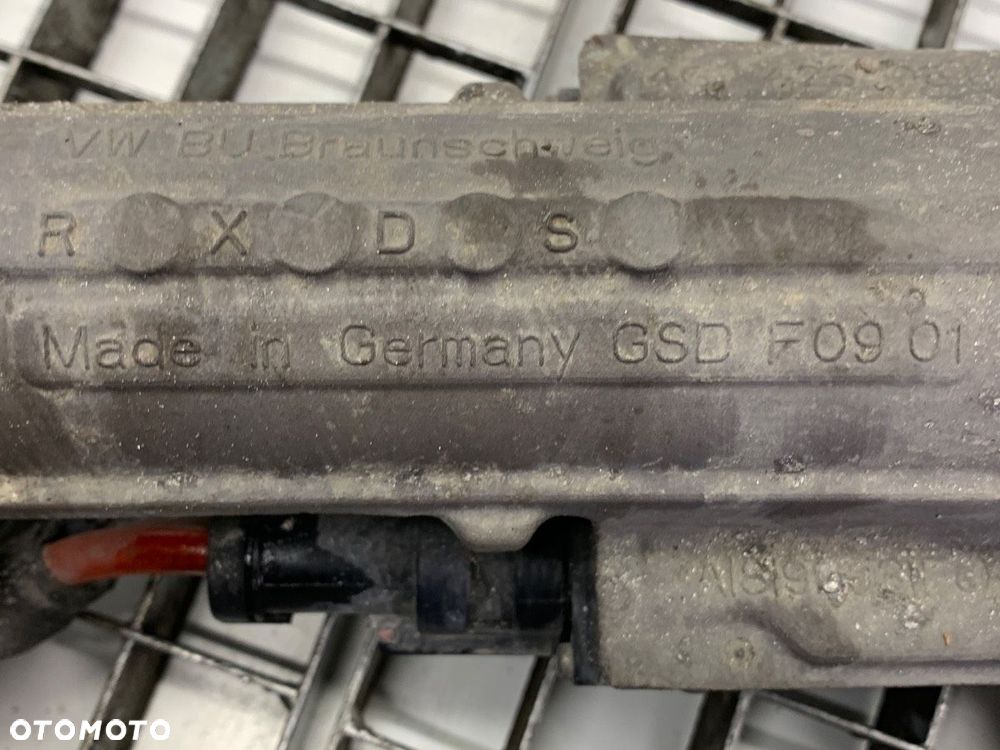 VW BU Braunschweig
R X D S
Made in Germany GSD F09 01
OTOMOTO